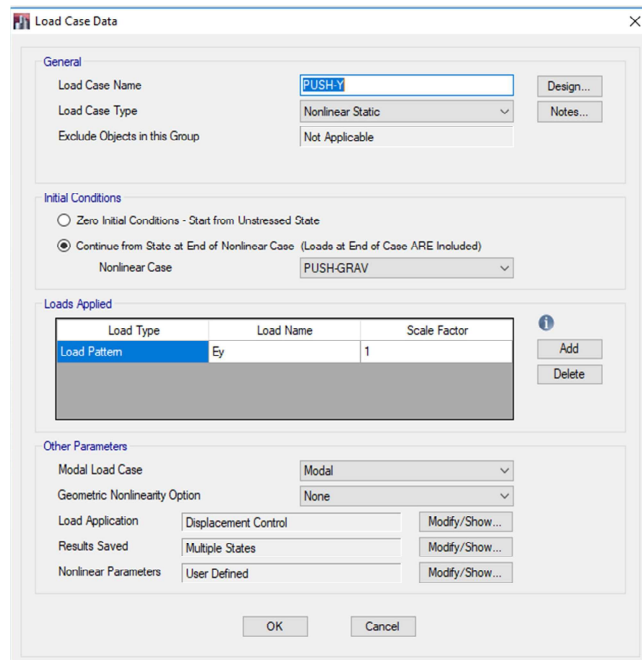 Load Case Data
General
Load Case Name PUSH-Y Design...
Load Case Type Nonlinear Static Notes...
Exclude Objects in this Group Not Applicable
Initial Conditions
Zero Initial Conditions - Start from Unstressed State
Continue from State at End of Nonlinear Case (Loads at End of Case ARE Included)
Nonlinear Case PUSH-GRAV
Loads Applied
Load Type Load Name Scale Factor
Load Pattern Ey 1 Add
Delete
Other Parameters
Modal Load Case Modal
Geometric Nonlinearity Option None
Load Application Displacement Control Modify/Show...
Results Saved Multiple States Modify/Show...
Nonlinear Parameters User Defined Modify/Show...
OK Cancel